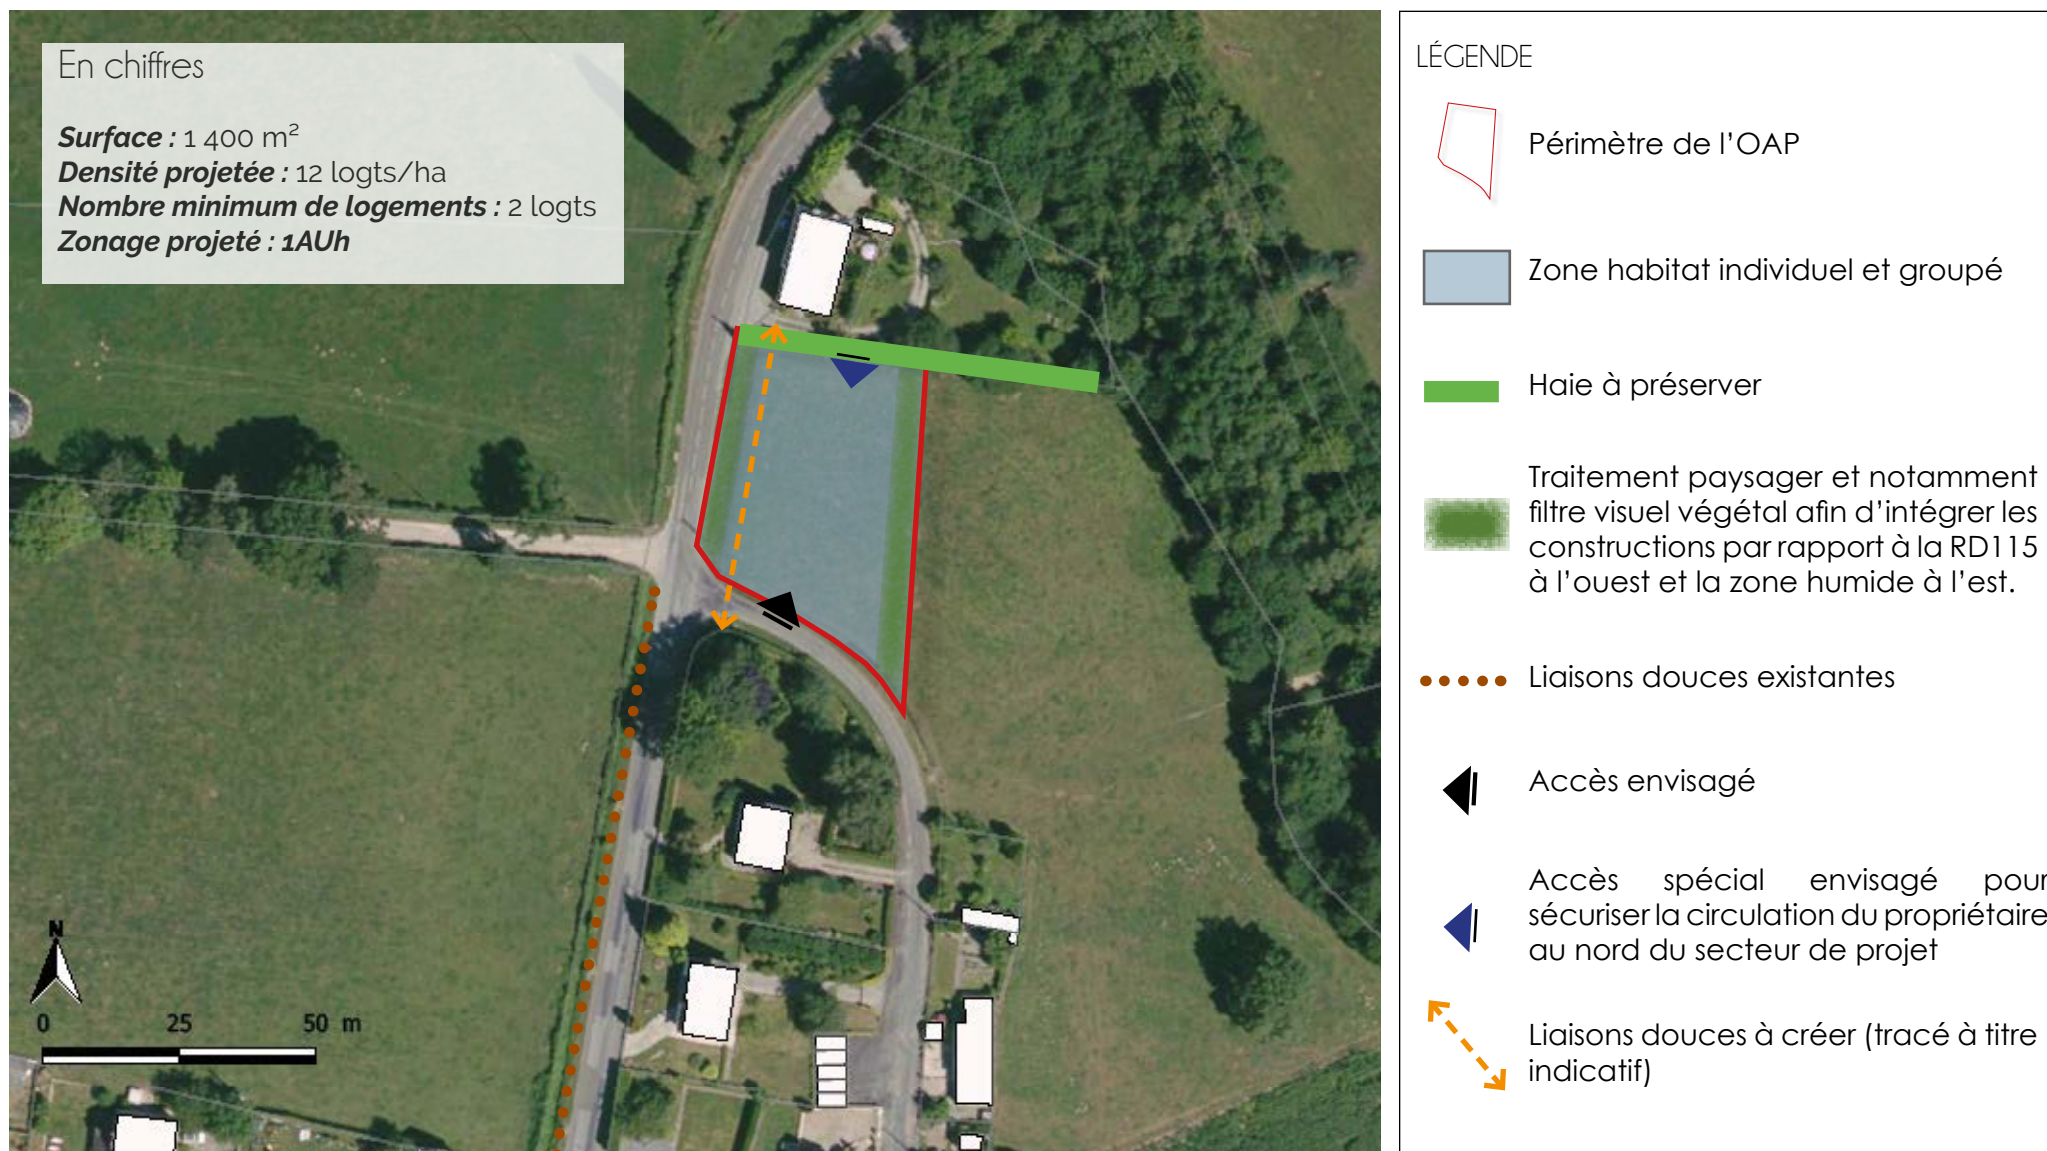 En chiffres
Surface : 1 400 m²
Densité projetée : 12 logts/ha
Nombre minimum de logements : 2 logts
Zonage projeté : 1AUh
N
0 25 50 m
LÉGENDE
Périmètre de l'OAP
Zone habitat individuel et groupé
Haie à préserver
Traitement paysager et notamment
filtre visuel végétal afin d'intégrer les
constructions par rapport à la RD115
à l'ouest et la zone humide à l'est.
Liaisons douces existantes
Accès envisagé
Accès spécial envisagé pour
sécuriser la circulation du propriétaire
au nord du secteur de projet
Liaisons douces à créer (tracé à titre
indicatif)